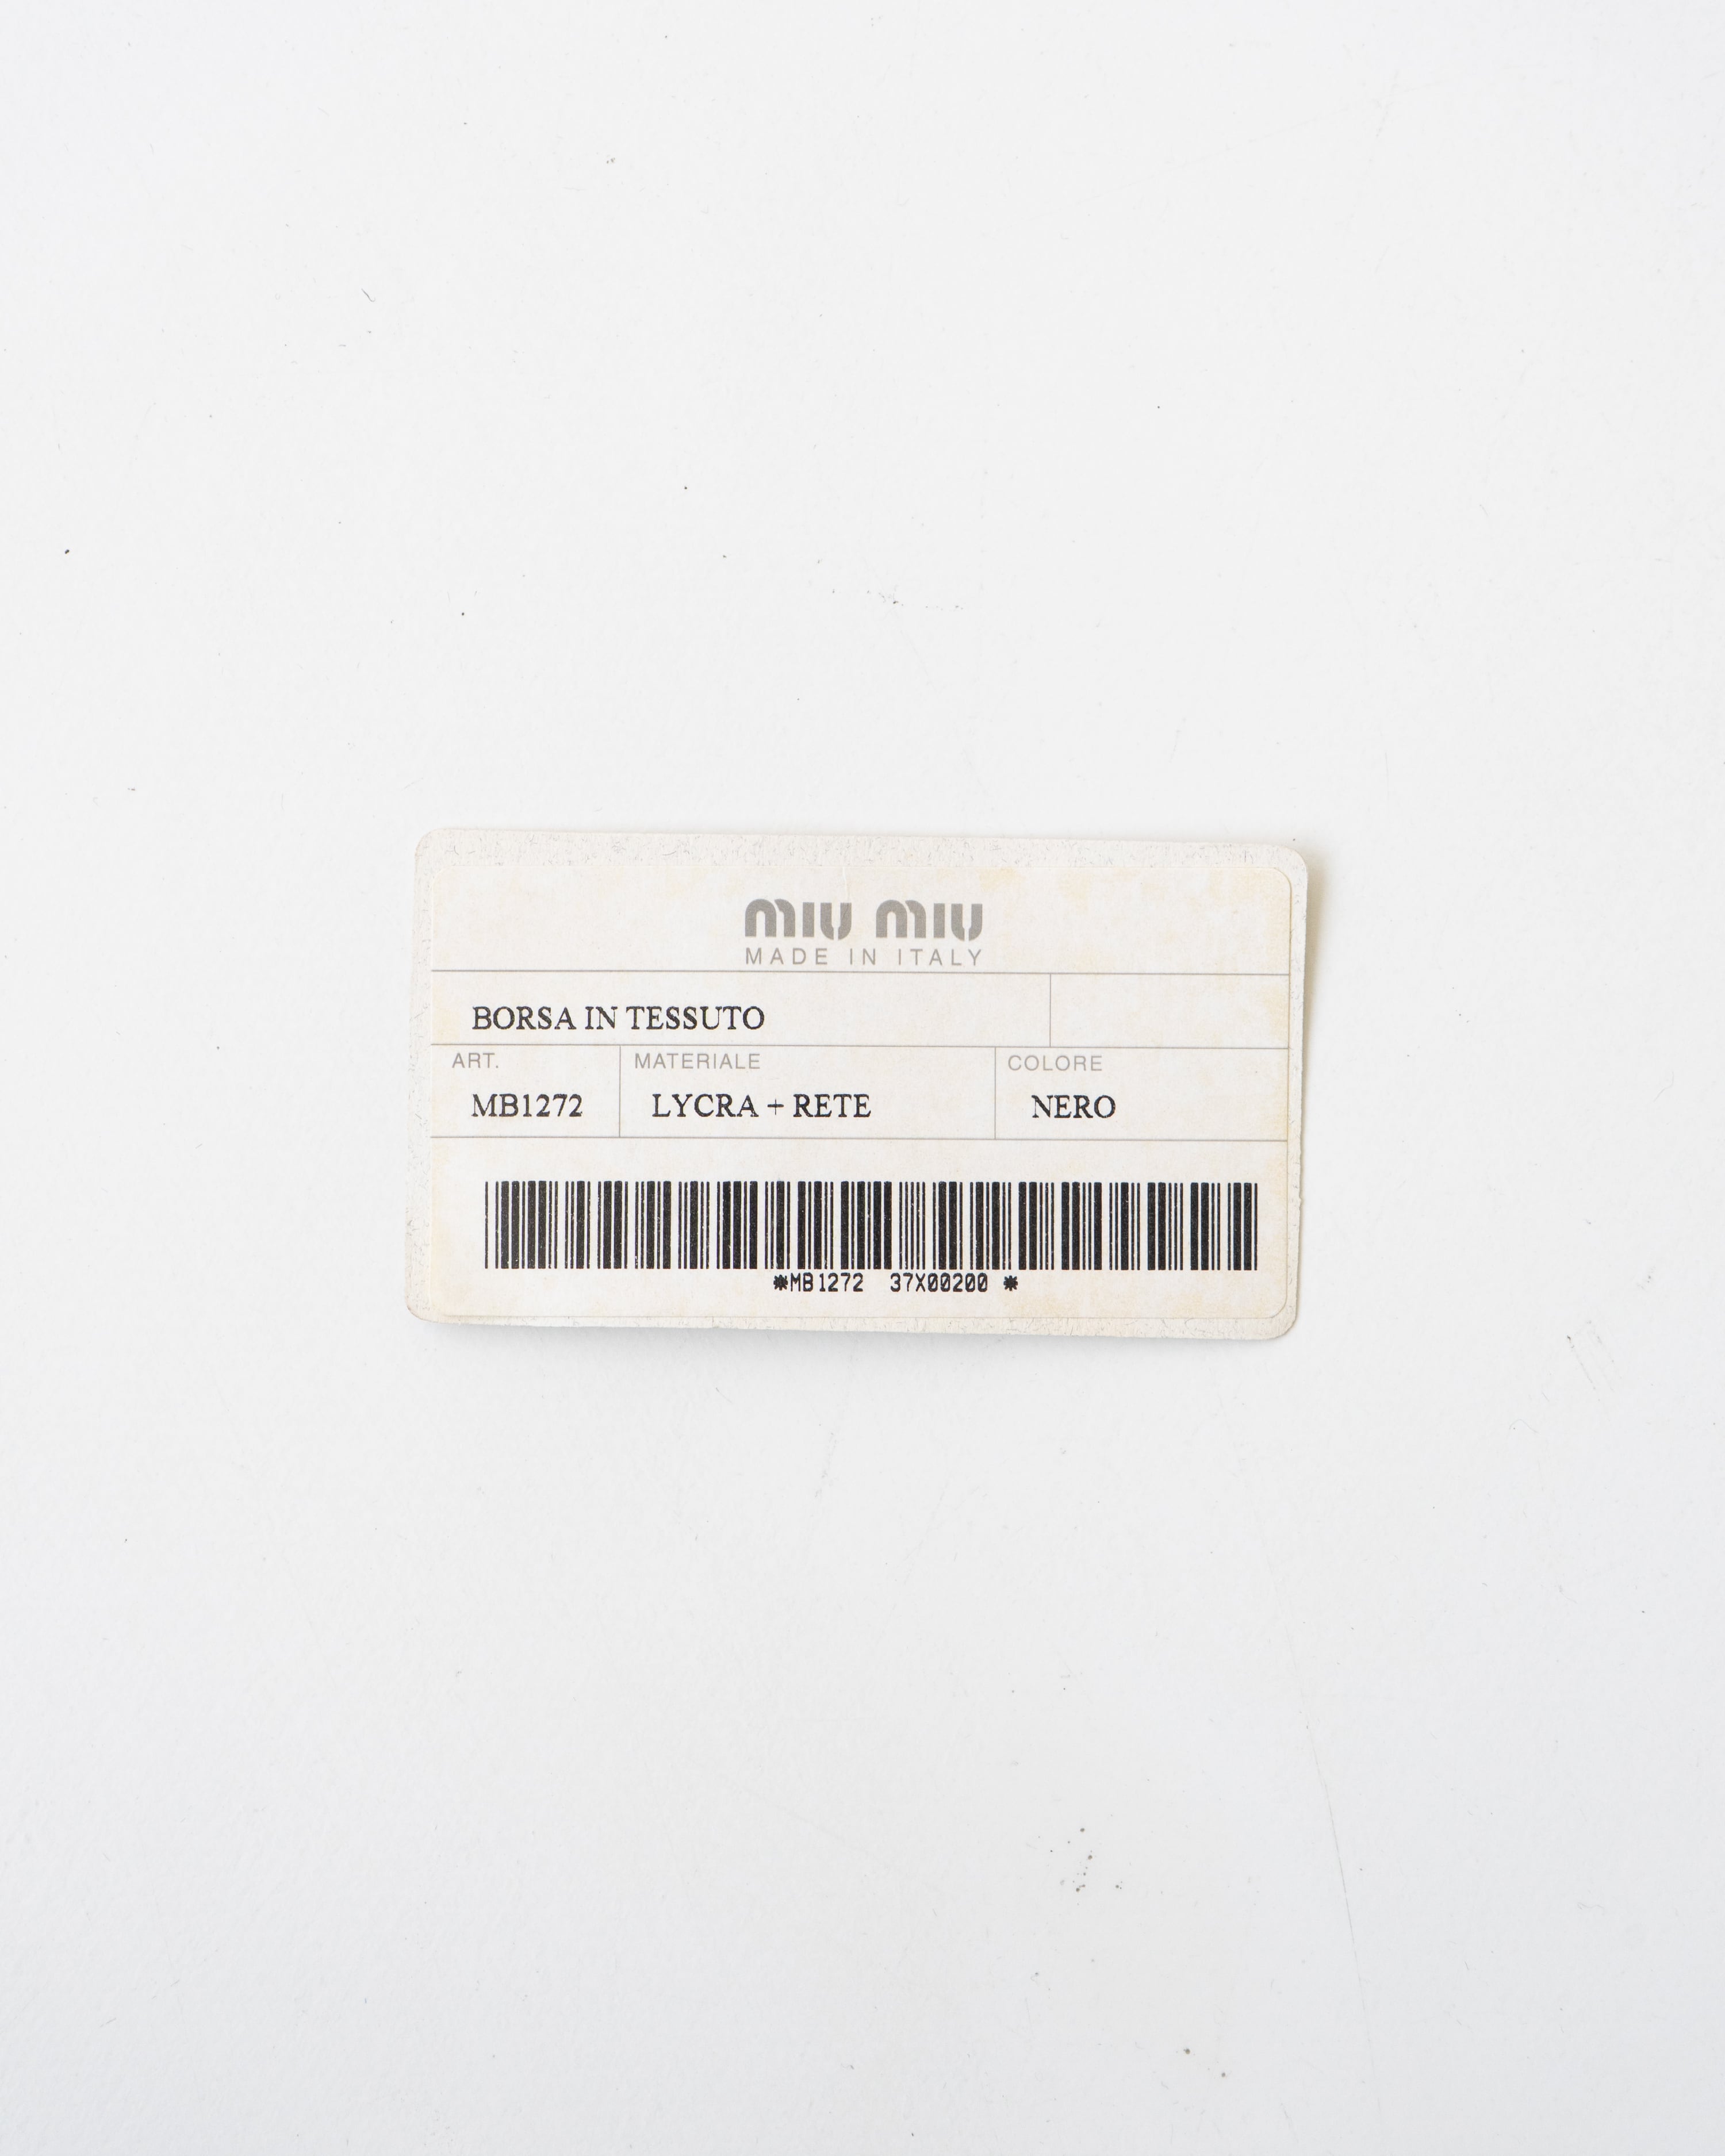 miu miu
MADE IN ITALY
BORSA IN TESSUTO
ART. MATERIALE COLORE
MB1272 LYCRA + RETE NERO
*MB1272 37X00200 *